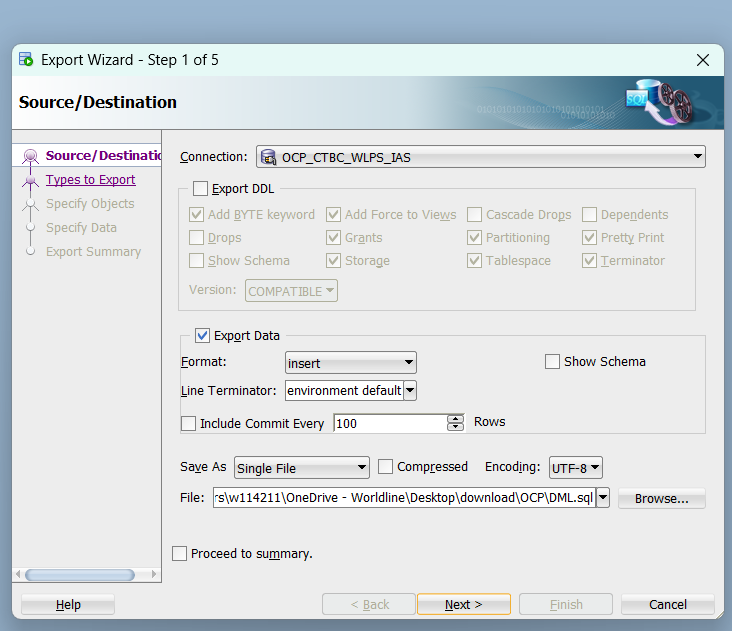 Export Wizard - Step 1 of 5
Source/Destination
SQL
Source/Destinatio
Types to Export
Specify Objects
Specify Data
Export Summary
Connection: OCP_CTBC_WLPS_IAS
Export DDL
Add BYTE keyword Add Force to Views Cascade Drops Dependents
Drops Grants Partitioning Pretty Print
Show Schema Storage Tablespace Terminator
Version: COMPATIBLE
Export Data
Format: insert Show Schema
Line Terminator: environment default
Include Commit Every 100 Rows
Save As Single File Compressed Encoding: UTF-8
File: rs\w114211\OneDrive - Worldline\Desktop\download\OCP\DML.sql Browse...
Proceed to summary.
Help < Back Next > Finish Cancel